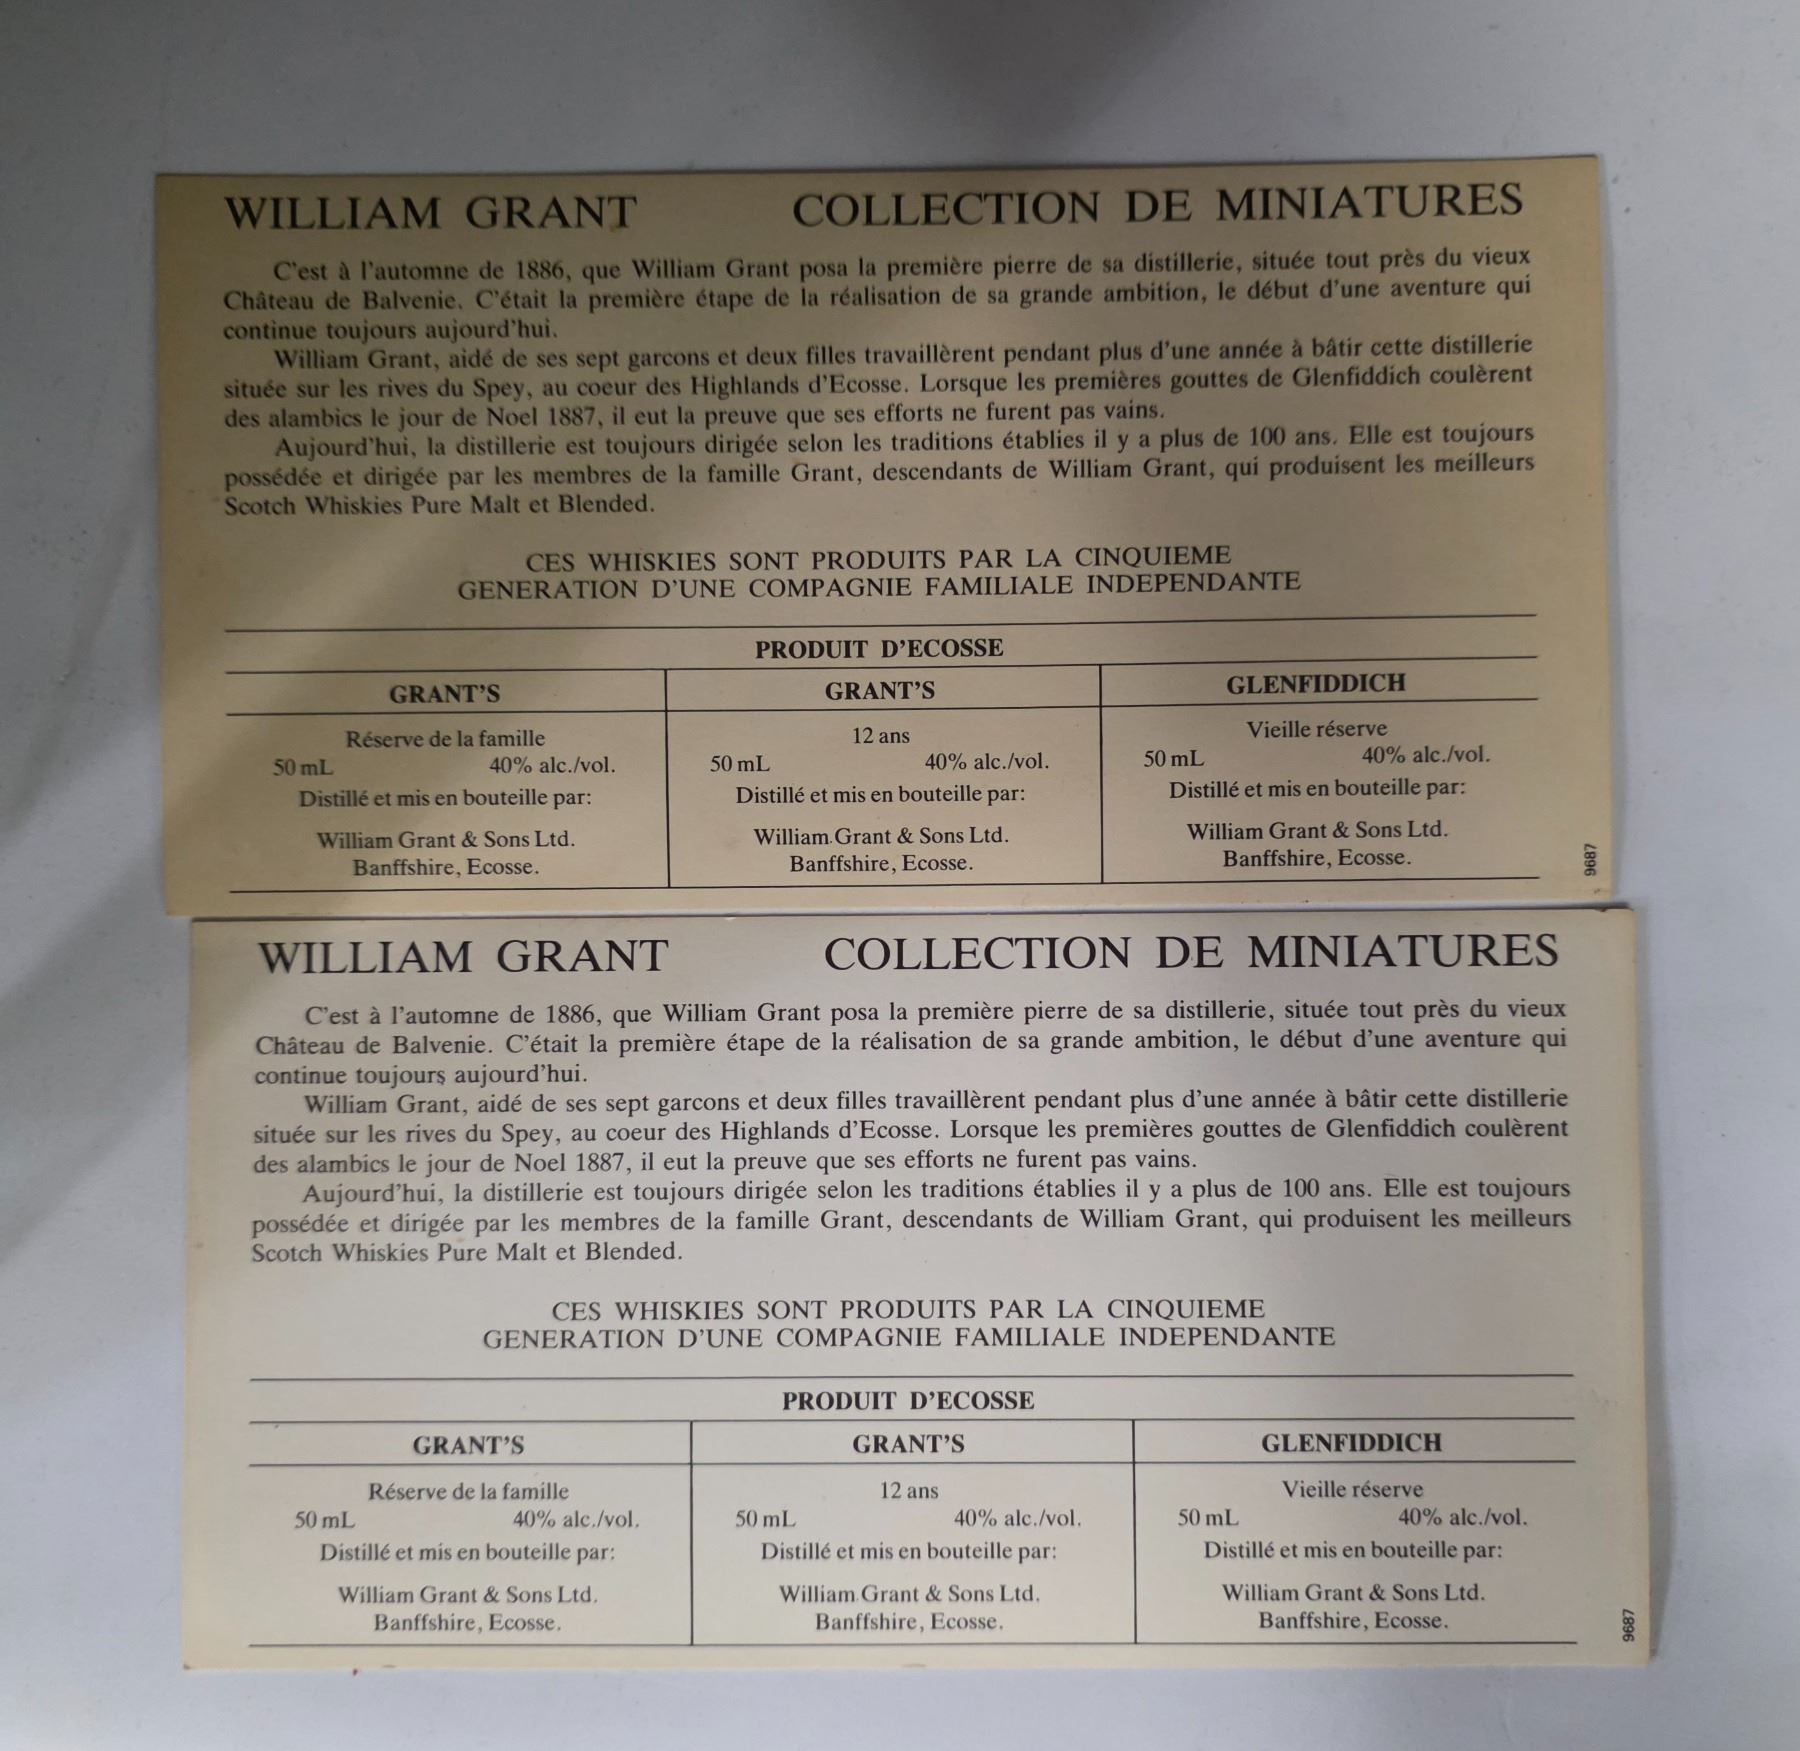 WILLIAM GRANT COLLECTION DE MINIATURES
C'est à l'automne de 1886, que William Grant posa la première pierre de sa distillerie, située tout près du vieux
Château de Balvenie. C'était la première étape de la réalisation de sa grande ambition, le début d'une aventure qui
continue toujours aujourd'hui.
William Grant, aidé de ses sept garcons et deux filles travaillèrent pendant plus d'une année à bâtir cette distillerie
située sur les rives du Spey, au coeur des Highlands d'Ecosse. Lorsque les premières gouttes de Glenfiddich coulèrent
des alambics le jour de Noel 1887, il eut la preuve que ses efforts ne furent pas vains.
Aujourd'hui, la distillerie est toujours dirigée selon les traditions établies il y a plus de 100 ans. Elle est toujours
possédée et dirigée par les membres de la famille Grant, descendants de William Grant, qui produisent les meilleurs
Scotch Whiskies Pure Malt et Blended.
CES WHISKIES SONT PRODUITS PAR LA CINQUIEME
GENERATION D'UNE COMPAGNIE FAMILIALE INDEPENDANTE
PRODUIT D'ECOSSE
GRANT'S GRANT'S GLENFIDDICH
Réserve de la famille 12 ans Vieille réserve
50 mL 40% alc./vol. 50 mL 40% alc./vol. 50 mL 40% alc./vol.
Distillé et mis en bouteille par: Distillé et mis en bouteille par: Distillé et mis en bouteille par:
William Grant & Sons Ltd. William Grant & Sons Ltd. William Grant & Sons Ltd.
Banffshire, Ecosse. Banffshire, Ecosse. Banffshire, Ecosse.
9687
WILLIAM GRANT COLLECTION DE MINIATURES
C'est à l'automne de 1886, que William Grant posa la première pierre de sa distillerie, située tout près du vieux
Château de Balvenie. C'était la première étape de la réalisation de sa grande ambition, le début d'une aventure qui
continue toujours aujourd'hui.
William Grant, aidé de ses sept garcons et deux filles travaillèrent pendant plus d'une année à bâtir cette distillerie
située sur les rives du Spey, au coeur des Highlands d'Ecosse. Lorsque les premières gouttes de Glenfiddich coulèrent
des alambics le jour de Noel 1887, il eut la preuve que ses efforts ne furent pas vains.
Aujourd'hui, la distillerie est toujours dirigée selon les traditions établies il y a plus de 100 ans. Elle est toujours
possédée et dirigée par les membres de la famille Grant, descendants de William Grant, qui produisent les meilleurs
Scotch Whiskies Pure Malt et Blended.
CES WHISKIES SONT PRODUITS PAR LA CINQUIEME
GENERATION D'UNE COMPAGNIE FAMILIALE INDEPENDANTE
PRODUIT D'ECOSSE
GRANT'S GRANT'S GLENFIDDICH
Réserve de la famille 12 ans Vieille réserve
50 mL 40% alc./vol. 50 mL 40% alc./vol. 50 mL 40% alc./vol.
Distillé et mis en bouteille par: Distillé et mis en bouteille par: Distillé et mis en bouteille par:
William Grant & Sons Ltd. William Grant & Sons Ltd. William Grant & Sons Ltd.
Banffshire, Ecosse. Banffshire, Ecosse. Banffshire, Ecosse.
9687